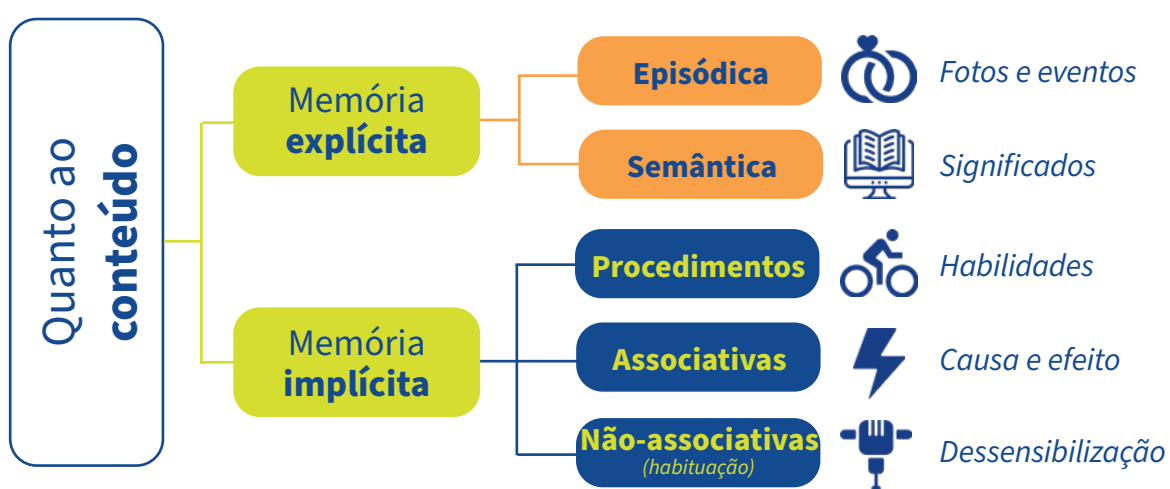 Quanto ao
conteúdo
Memória
explícita
Episódica
Fotos e eventos
Semântica
Significados
Memória
implícita
Procedimentos
Habilidades
Associativas
Causa e efeito
Não-associativas
(habituação)
Dessensibilização